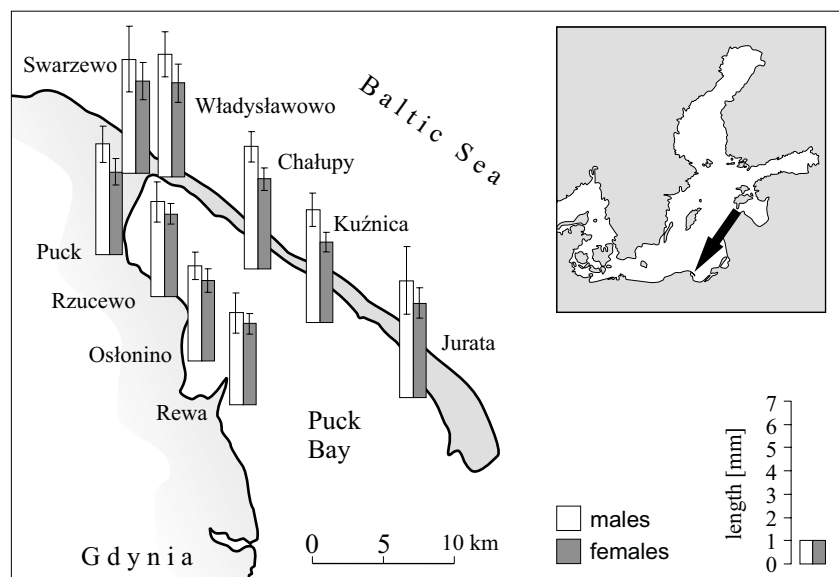 Swarzewo
Władysławowo
Baltic Sea
Chałupy
Kuźnica
Puck
Rzucewo
Osłonino
Jurata
Rewa
Puck
Bay
Gdynia
0 10 km
males
females
length [mm]
7
6
5
4
3
2
1
0